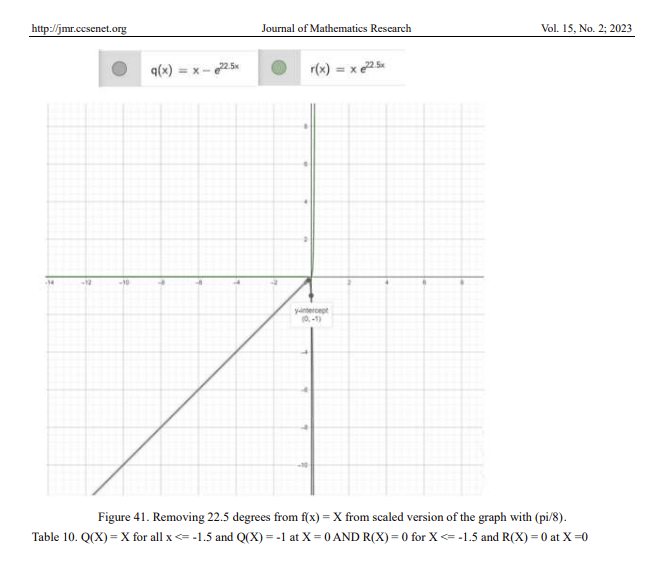 http://jmr.ccsenet.org Journal of Mathematics Research Vol. 15, No. 2; 2023
q(x) = x − e^22.5x r(x) = x e^22.5x
8
6
4
2
-14 -12 -10 -8 -6 -4 -2 2 4 6 8
y-intercept
(0, -1)
-4
-6
-8
-10
Figure 41. Removing 22.5 degrees from f(x) = X from scaled version of the graph with (pi/8).
Table 10. Q(X) = X for all x <= -1.5 and Q(X) = -1 at X = 0 AND R(X) = 0 for X <= -1.5 and R(X) = 0 at X =0